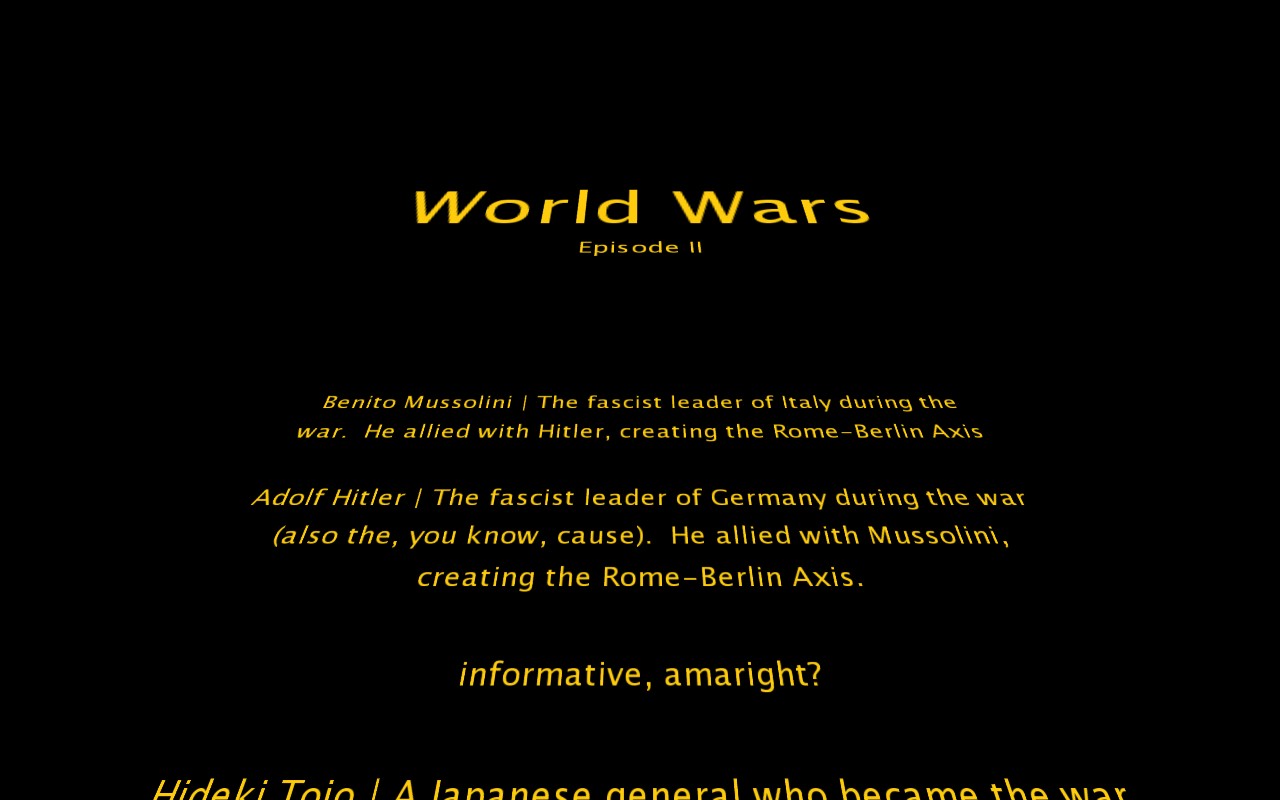 World Wars
Episode II
Benito Mussolini | The fascist leader of Italy during the
war.  He allied with Hitler, creating the Rome-Berlin Axis
Adolf Hitler | The fascist leader of Germany during the war
(also the, you know, cause).  He allied with Mussolini,
creating the Rome-Berlin Axis.
informative, amaright?
Hideki Tojo | A Japanese general who became the war